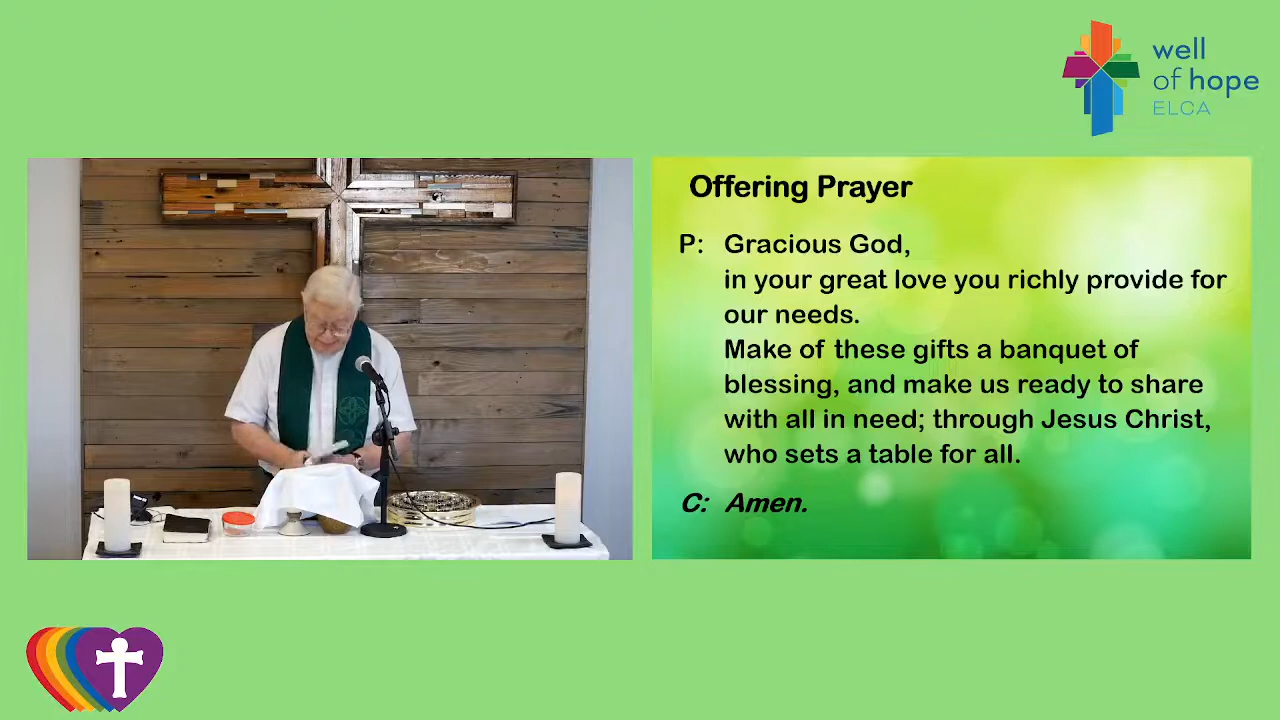 well
of hope
ELCA
Offering Prayer
P: Gracious God,
in your great love you richly provide for
our needs.
Make of these gifts a banquet of
blessing, and make us ready to share
with all in need; through Jesus Christ,
who sets a table for all.
C: Amen.